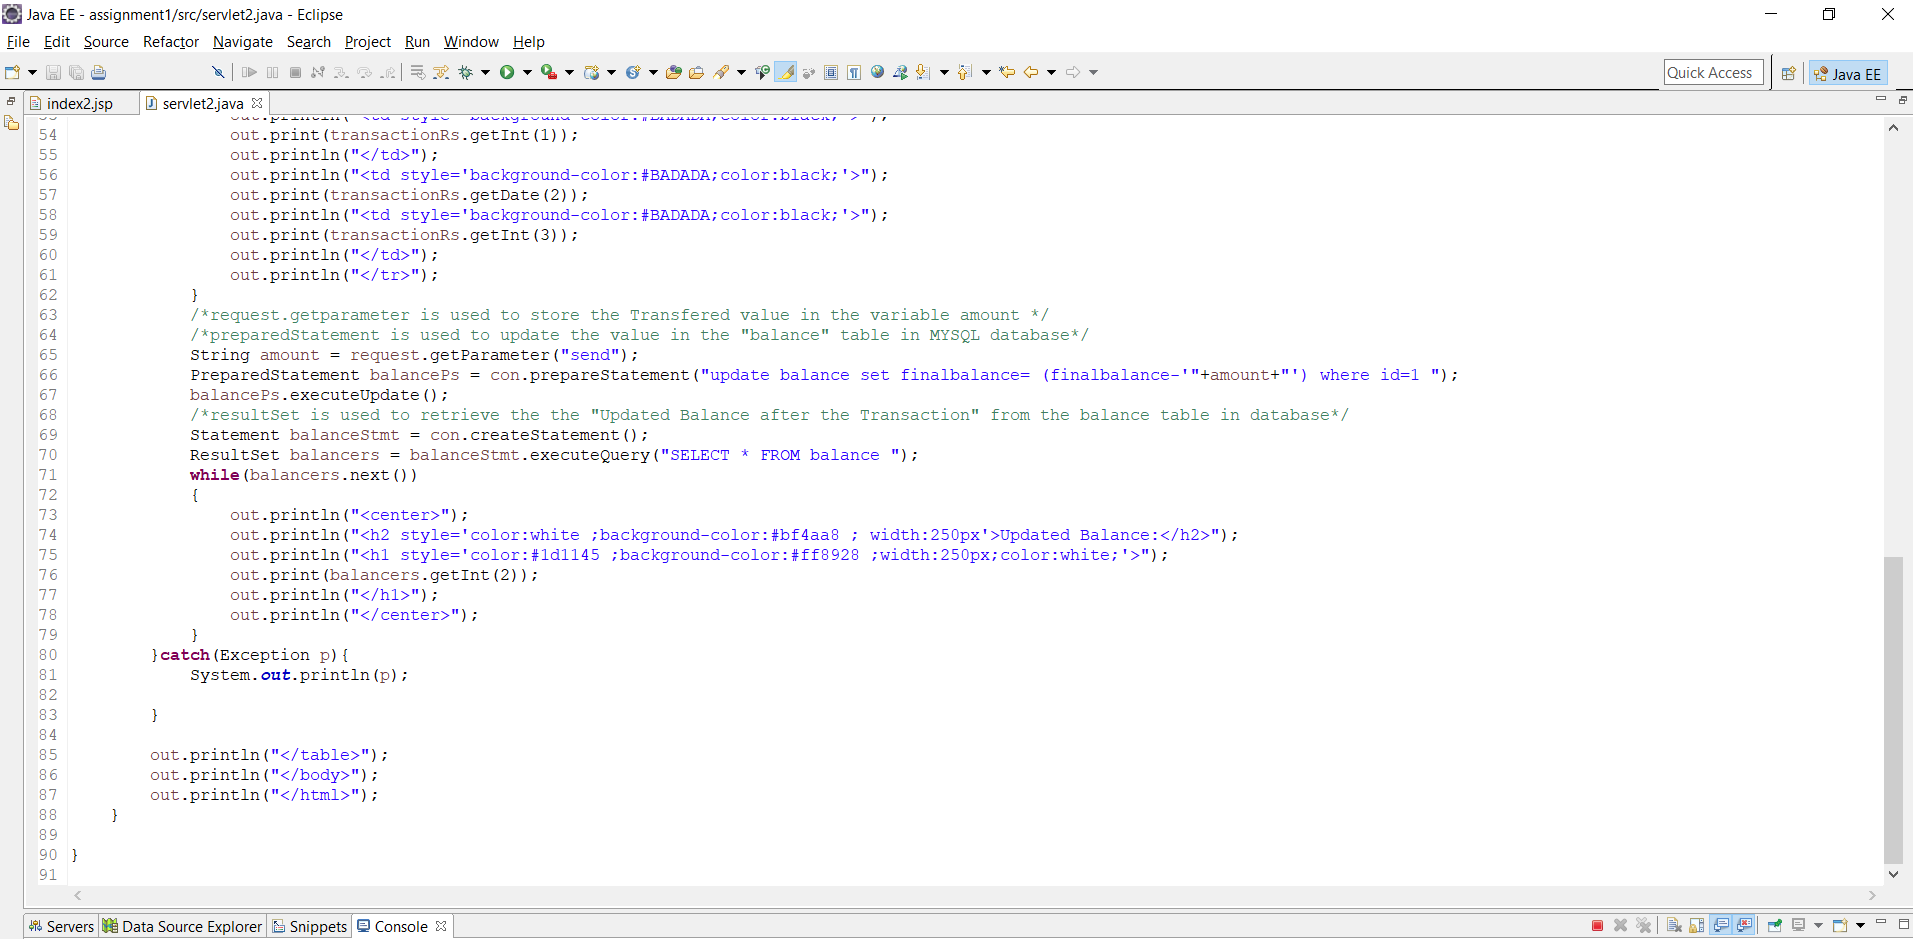 Java EE - assignment1/src/servlet2.java - Eclipse
File Edit Source Refactor Navigate Search Project Run Window Help
Quick Access Java EE
index2.jsp servlet2.java
54 out.print(transactionRs.getInt(1));
55 out.println("</td>");
56 out.println("<td style='background-color:#BADADA;color:black;'>");
57 out.print(transactionRs.getDate(2));
58 out.println("<td style='background-color:#BADADA;color:black;'>");
59 out.print(transactionRs.getInt(3));
60 out.println("</td>");
61 out.println("</tr>");
62 }
63 /*request.getparameter is used to store the Transfered value in the variable amount */
64 /*preparedStatement is used to update the value in the "balance" table in MYSQL database*/
65 String amount = request.getParameter("send");
66 PreparedStatement balancePs = con.prepareStatement("update balance set finalbalance= (finalbalance-'"+amount+"') where id=1 ");
67 balancePs.executeUpdate();
68 /*resultSet is used to retrieve the the "Updated Balance after the Transaction" from the balance table in database*/
69 Statement balanceStmt = con.createStatement();
70 ResultSet balancers = balanceStmt.executeQuery("SELECT * FROM balance ");
71 while(balancers.next())
72 {
73 out.println("<center>");
74 out.println("<h2 style='color:white ;background-color:#bf4aa8 ; width:250px'>Updated Balance:</h2>");
75 out.println("<h1 style='color:#1d1145 ;background-color:#ff8928 ;width:250px;color:white;'>");
76 out.print(balancers.getInt(2));
77 out.println("</h1>");
78 out.println("</center>");
79 }
80 }catch(Exception p){
81 System.out.println(p);
82
83 }
84
85 out.println("</table>");
86 out.println("</body>");
87 out.println("</html>");
88 }
89
90 }
91
Servers Data Source Explorer Snippets Console